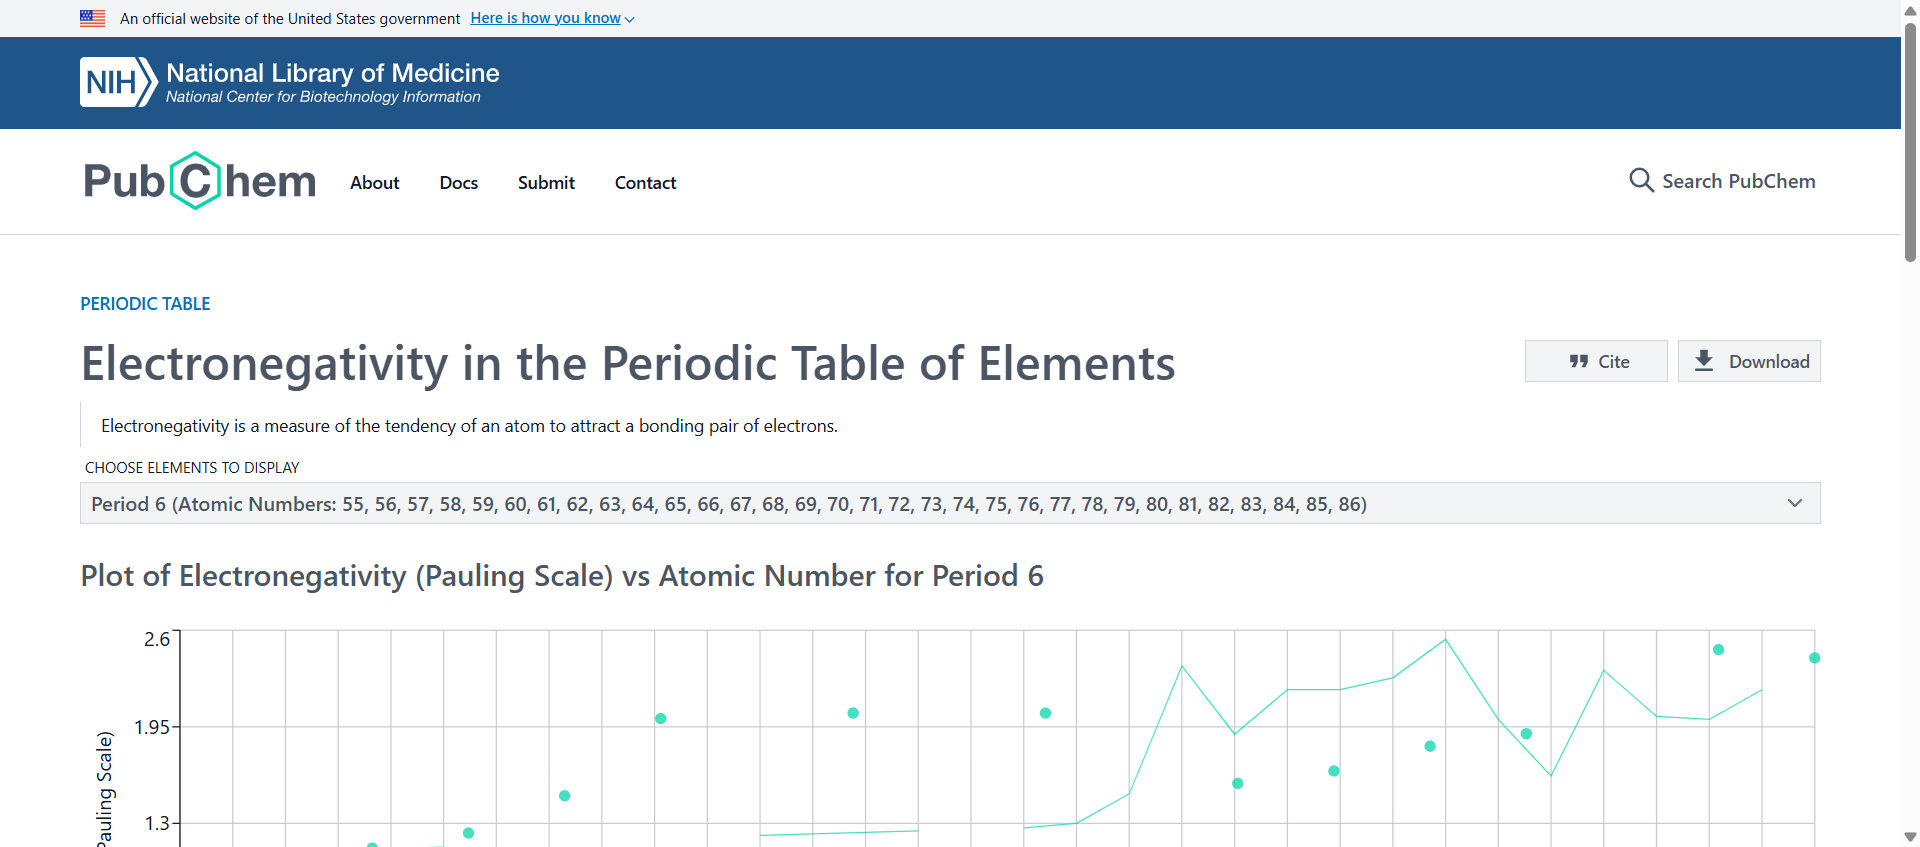 An official website of the United States government Here is how you know
NIH National Library of Medicine
National Center for Biotechnology Information
PubChem About Docs Submit Contact Search PubChem
PERIODIC TABLE
Electronegativity in the Periodic Table of Elements
Cite Download
Electronegativity is a measure of the tendency of an atom to attract a bonding pair of electrons.
CHOOSE ELEMENTS TO DISPLAY
Period 6 (Atomic Numbers: 55, 56, 57, 58, 59, 60, 61, 62, 63, 64, 65, 66, 67, 68, 69, 70, 71, 72, 73, 74, 75, 76, 77, 78, 79, 80, 81, 82, 83, 84, 85, 86)
Plot of Electronegativity (Pauling Scale) vs Atomic Number for Period 6
2.6
1.95
1.3
Pauling Scale)